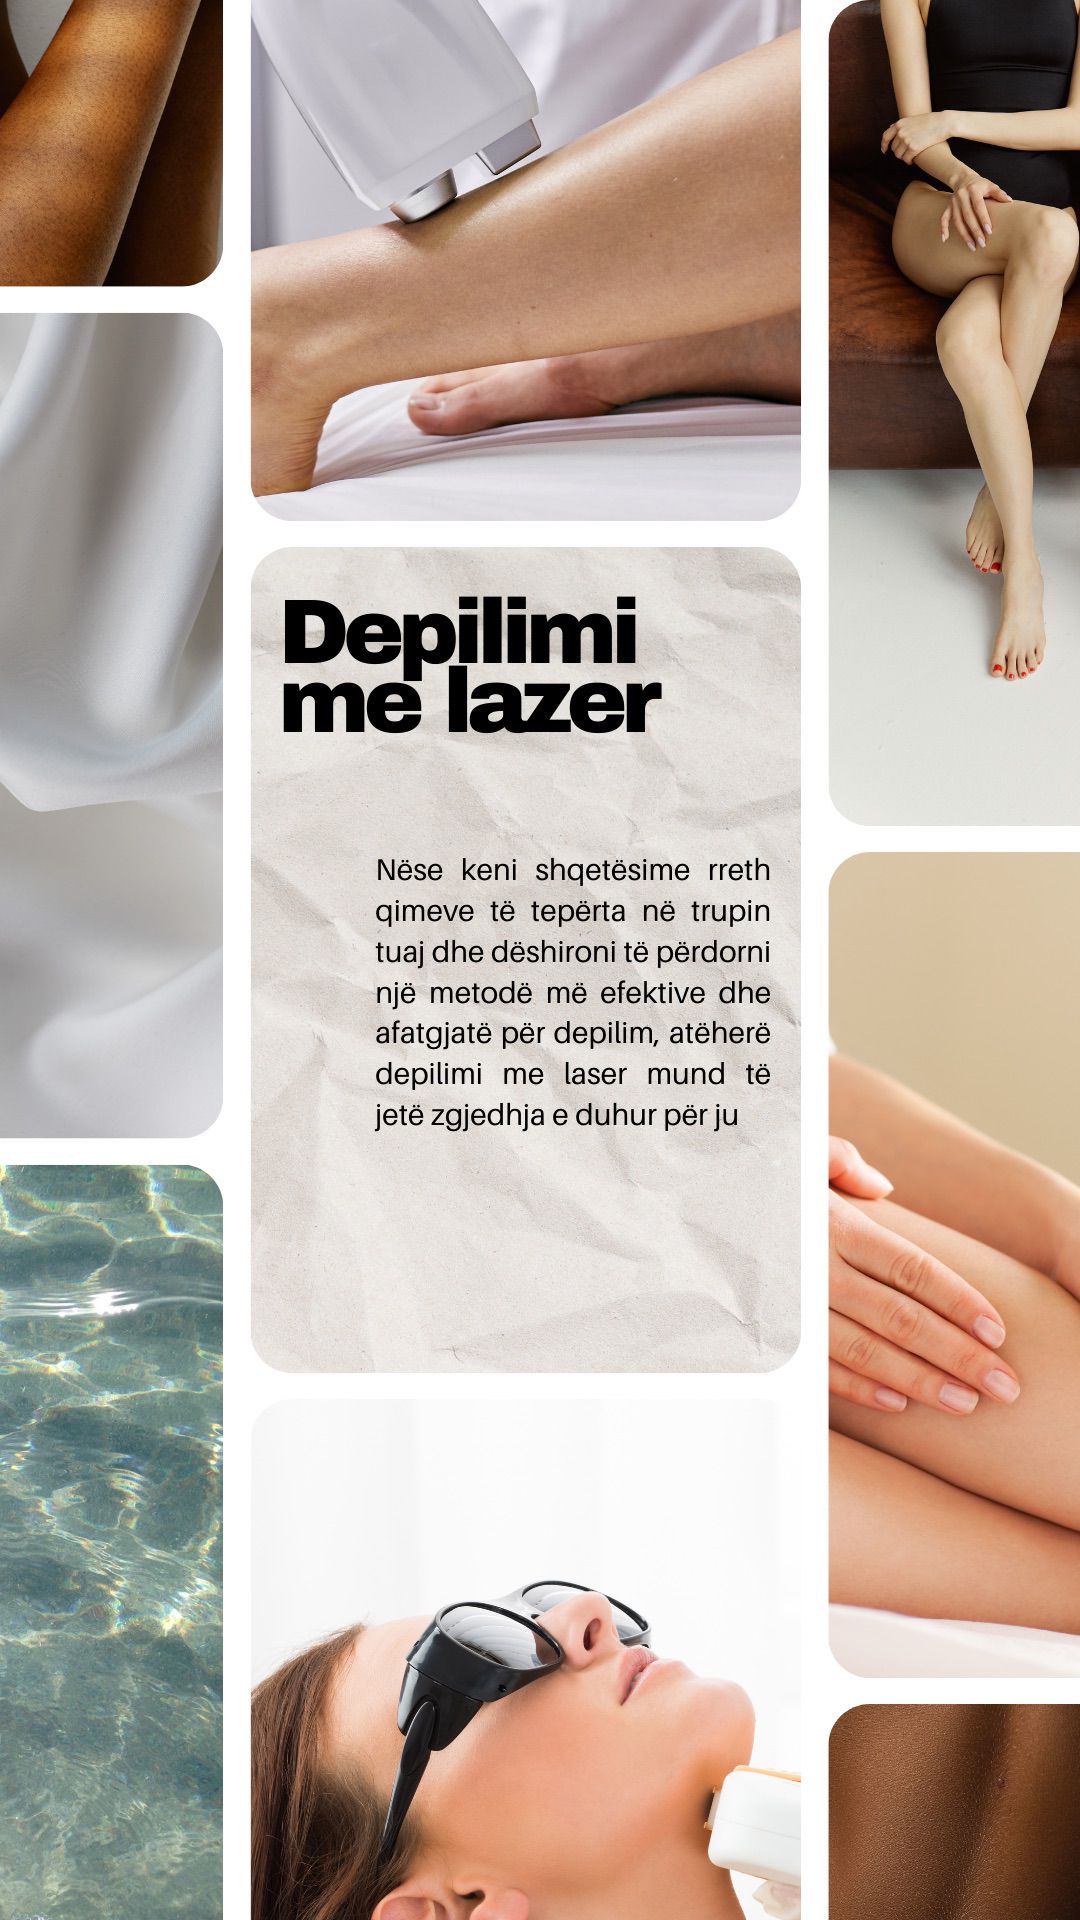 Depilimi
me lazer
Nëse keni shqetësime rreth
qimeve të tepërta në trupin
tuaj dhe dëshironi të përdorni
një metodë më efektive dhe
afatgjatë për depilim, atëherë
depilimi me laser mund të
jetë zgjedhja e duhur për ju